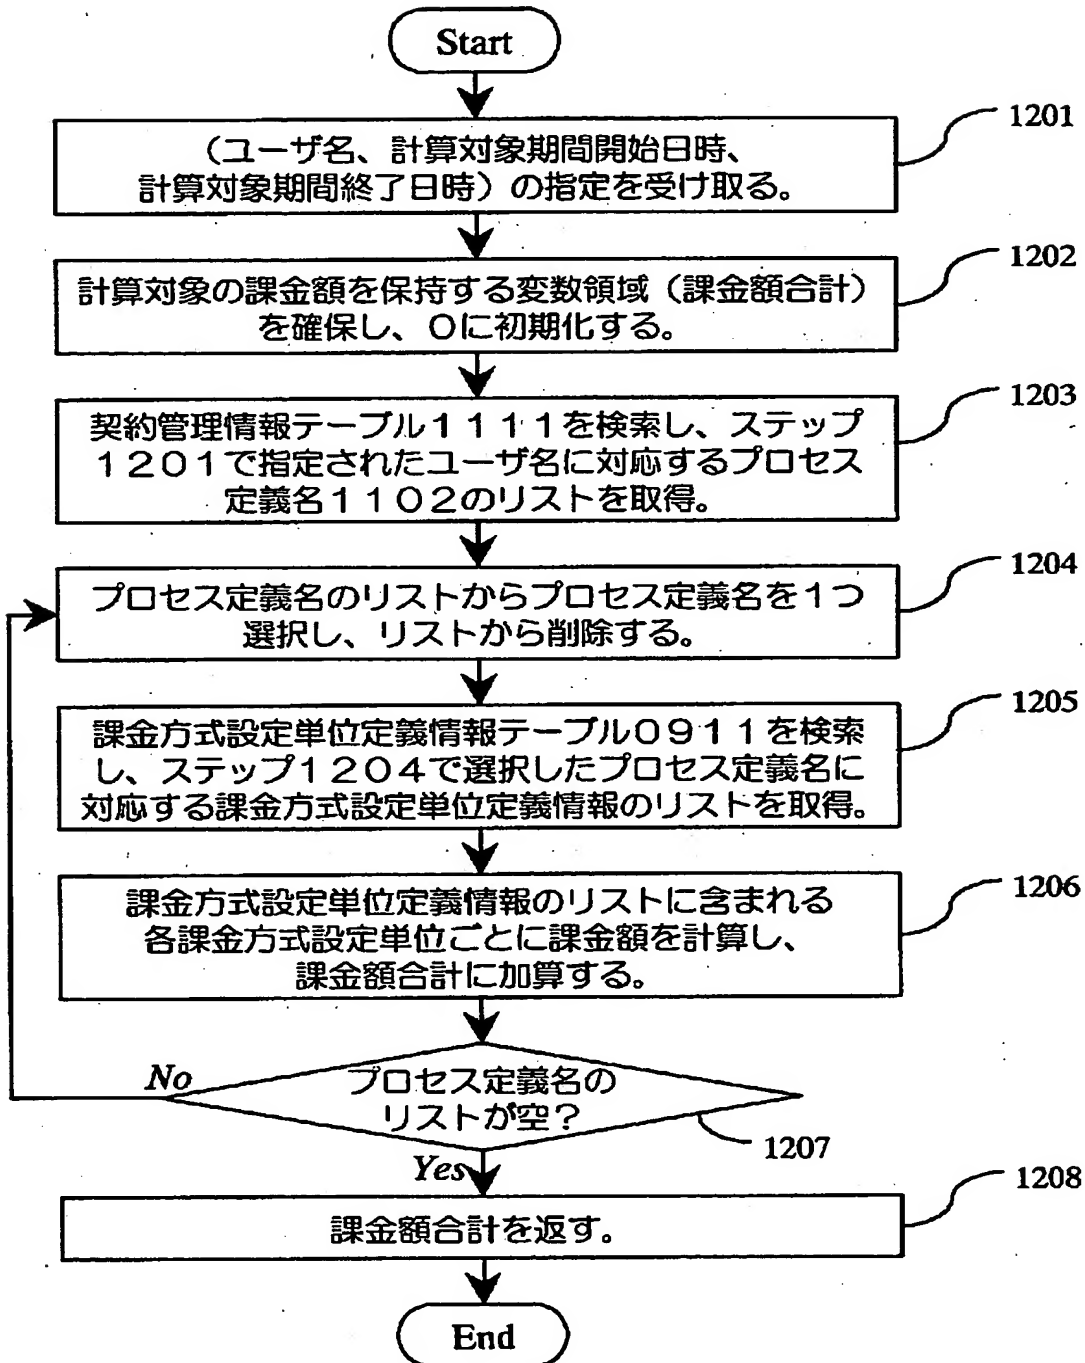 Start
1201
(ユーザ名、計算対象期間開始日時、
計算対象期間終了日時)の指定を受け取る。
1202
計算対象の課金額を保持する変数領域(課金額合計)
を確保し、0に初期化する。
1203
契約管理情報テーブル1111を検索し、ステップ
1201で指定されたユーザ名に対応するプロセス
定義名1102のリストを取得。
1204
プロセス定義名のリストからプロセス定義名を1つ
選択し、リストから削除する。
1205
課金方式設定単位定義情報テーブル0911を検索
し、ステップ1204で選択したプロセス定義名に
対応する課金方式設定単位定義情報のリストを取得。
1206
課金方式設定単位定義情報のリストに含まれる
各課金方式設定単位ごとに課金額を計算し、
課金額合計に加算する。
No
プロセス定義名の
リストが空?
1207
Yes
1208
課金額合計を返す。
End